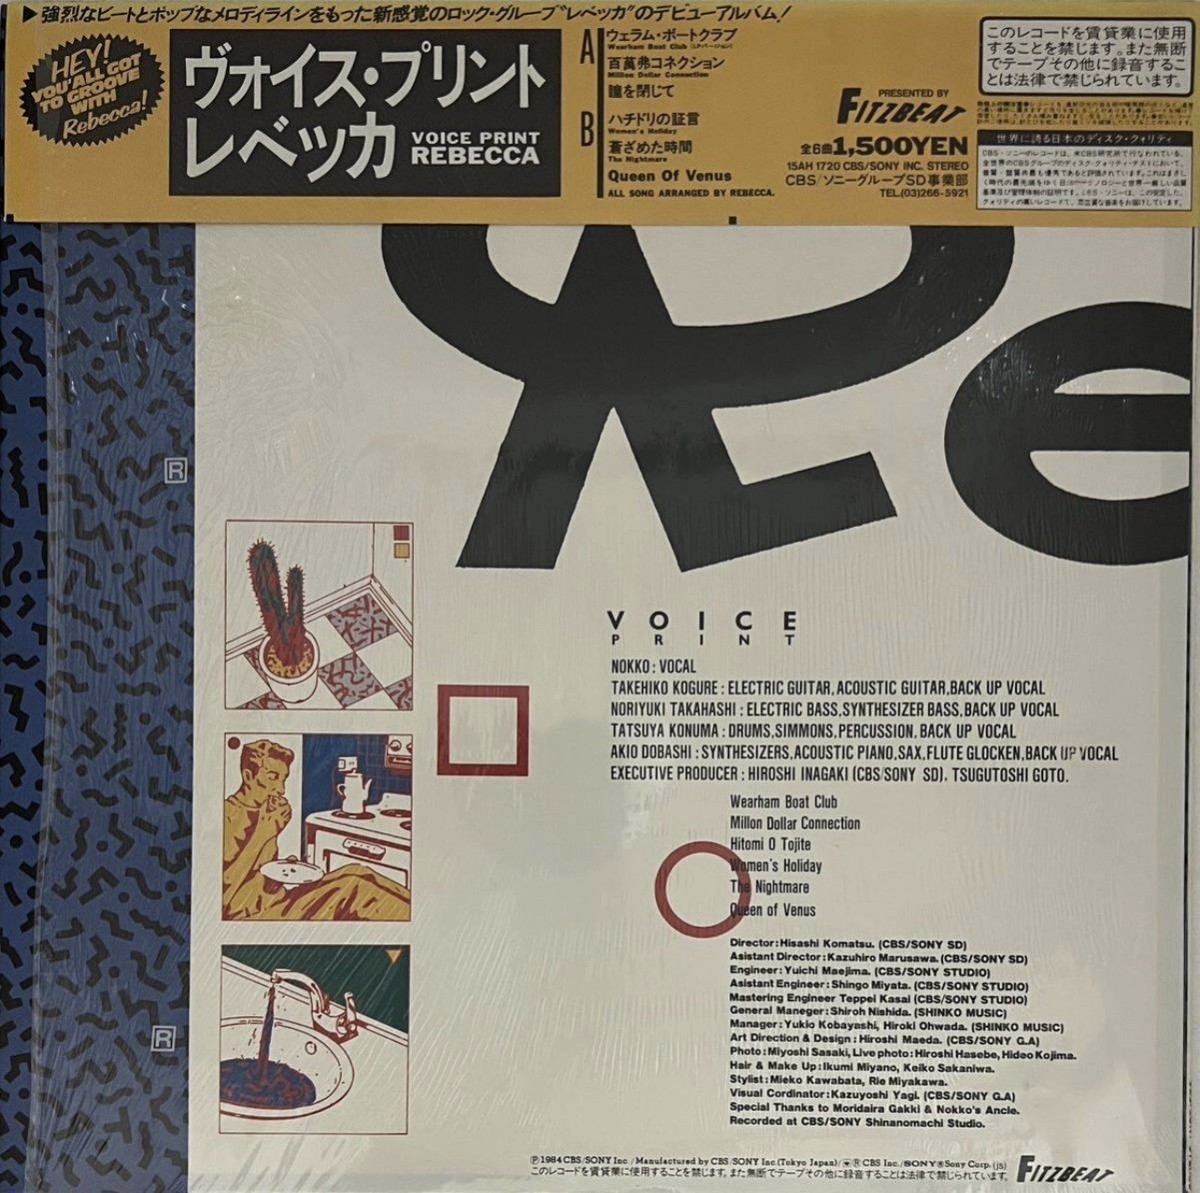 ▶強烈なビートとポップなメロディラインをもった新感覚のロック・グループ“レベッカ”のデビューアルバム!
HEY!
YOU'ALL GOT
TO GROOVE
WITH
Rebecca!
ヴォイス・プリント
レベッカ
VOICE PRINT
REBECCA
A
ウェラム・ボートクラブ
Wearham Boat Club (LPバージョン)
百萬弗コネクション
Million Dollar Connection
瞳を閉じて
B
ハチドリの証言
Women's Holiday
蒼ざめた時間
The Nightmare
Queen Of Venus
ALL SONG ARRANGED BY REBECCA.
PRESENTED BY
FITZBEAT
全6曲1,500YEN
15AH 1720 CBS/SONY INC. STEREO
CBS/ソニーグループSD事業部
TEL.(03)266-5921
このレコードを賃貸業に使用
することを禁じます。また無断
でテープその他に録音するこ
とは法律で禁じられています。
世界に誇る日本のディスク・クォリティ
R
R
e
VOICE
PRINT
NOKKO : VOCAL
TAKEHIKO KOGURE : ELECTRIC GUITAR, ACOUSTIC GUITAR, BACK UP VOCAL
NORIYUKI TAKAHASHI : ELECTRIC BASS, SYNTHESIZER BASS, BACK UP VOCAL
TATSUYA KONUMA : DRUMS, SIMMONS, PERCUSSION, BACK UP VOCAL
AKIO DOBASHI : SYNTHESIZERS, ACOUSTIC PIANO, SAX, FLUTE GLOCKEN, BACK UP VOCAL
EXECUTIVE PRODUCER : HIROSHI INAGAKI (CBS/SONY SD), TSUGUTOSHI GOTO.
Wearham Boat Club
Millon Dollar Connection
Hitomi O Tojite
Women's Holiday
The Nightmare
Queen of Venus
Director : Hisashi Komatsu. (CBS/SONY SD)
Asistant Director : Kazuhiro Marusawa. (CBS/SONY SD)
Engineer : Yuichi Maejima. (CBS/SONY STUDIO)
Asistant Engineer : Shingo Miyata. (CBS/SONY STUDIO)
Mastering Engineer Teppei Kasai (CBS/SONY STUDIO)
General Maneger : Shiroh Nishida. (SHINKO MUSIC)
Manager : Yukio Kobayashi, Hiroki Ohwada. (SHINKO MUSIC)
Art Direction & Design : Hiroshi Maeda. (CBS/SONY G.A)
Photo : Miyoshi Sasaki, Live photo : Hiroshi Hasebe, Hideo Kojima.
Hair & Make Up : Ikumi Miyano, Keiko Sakaniwa.
Stylist : Mieko Kawabata, Rie Miyakawa.
Visual Cordinator : Kazuyoshi Yagi. (CBS/SONY G.A)
Special Thanks to Moridaira Gakki & Nokko's Ancle.
Recorded at CBS/SONY Shinanomachi Studio.
Ⓟ1984 CBS/SONY Inc. / Manufactured by CBS/SONY Inc. (Tokyo Japan) / ® CBS Inc. / SONY ® Sony Corp. (js)
このレコードを賃貸業に使用することを禁じます。また無断でテープその他に録音することは法律で禁じられています。
FITZBEAT